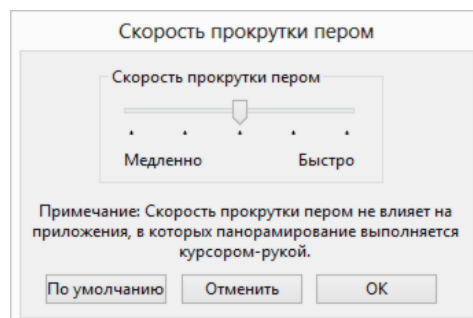 Скорость прокрутки пером
Скорость прокрутки пером
Медленно Быстро
Примечание: Скорость прокрутки пером не влияет на
приложения, в которых панорамирование выполняется
курсором-рукой.
По умолчанию Отменить OK